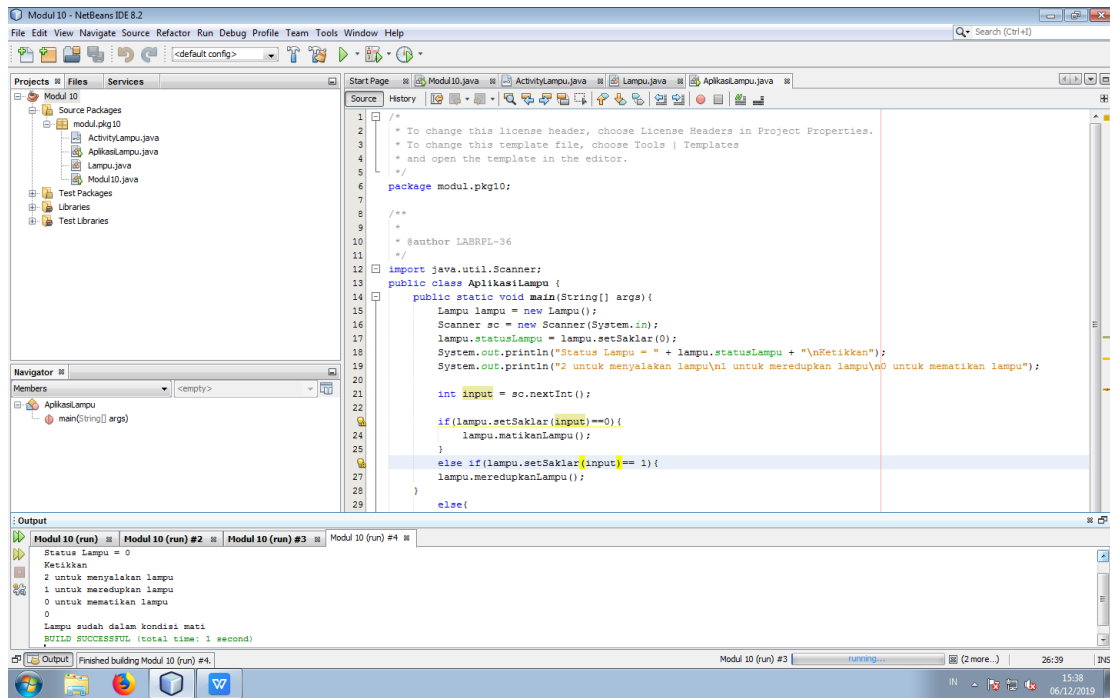 Modul 10 - NetBeans IDE 8.2
File Edit View Navigate Source Refactor Run Debug Profile Team Tools Window Help
Search (Ctrl+I)
<default config>
Projects Files Services
Modul 10
Source Packages
modul.pkg10
ActivityLampu.java
AplikasiLampu.java
Lampu.java
Modul10.java
Test Packages
Libraries
Test Libraries
Navigator
Members <empty>
AplikasiLampu
main(String[] args)
Start Page Modul10.java ActivityLampu.java Lampu.java AplikasiLampu.java
Source History
1 /*
2 * To change this license header, choose License Headers in Project Properties.
3 * To change this template file, choose Tools | Templates
4 * and open the template in the editor.
5 */
6 package modul.pkg10;
7
8 /**
9 *
10 * @author LABRPL-36
11 */
12 import java.util.Scanner;
13 public class AplikasiLampu {
14 public static void main(String[] args){
15 Lampu lampu = new Lampu();
16 Scanner sc = new Scanner(System.in);
17 lampu.statusLampu = lampu.setSaklar(0);
18 System.out.println("Status Lampu = " + lampu.statusLampu + "\nKetikkan");
19 System.out.println("2 untuk menyalakan lampu\n1 untuk meredupkan lampu\n0 untuk mematikan lampu");
20
21 int input = sc.nextInt();
22
if(lampu.setSaklar(input)==0){
24 lampu.matikanLampu();
25 }
else if(lampu.setSaklar(input)== 1){
27 lampu.meredupkanLampu();
28 }
29 else{
Output
Modul 10 (run) Modul 10 (run) #2 Modul 10 (run) #3 Modul 10 (run) #4
Status Lampu = 0
Ketikkan
2 untuk menyalakan lampu
1 untuk meredupkan lampu
0 untuk mematikan lampu
0
Lampu sudah dalam kondisi mati
BUILD SUCCESSFUL (total time: 1 second)
Output Finished building Modul 10 (run) #4. Modul 10 (run) #3 running... (2 more...) 26:39 INS
IN 15:38
06/12/2019